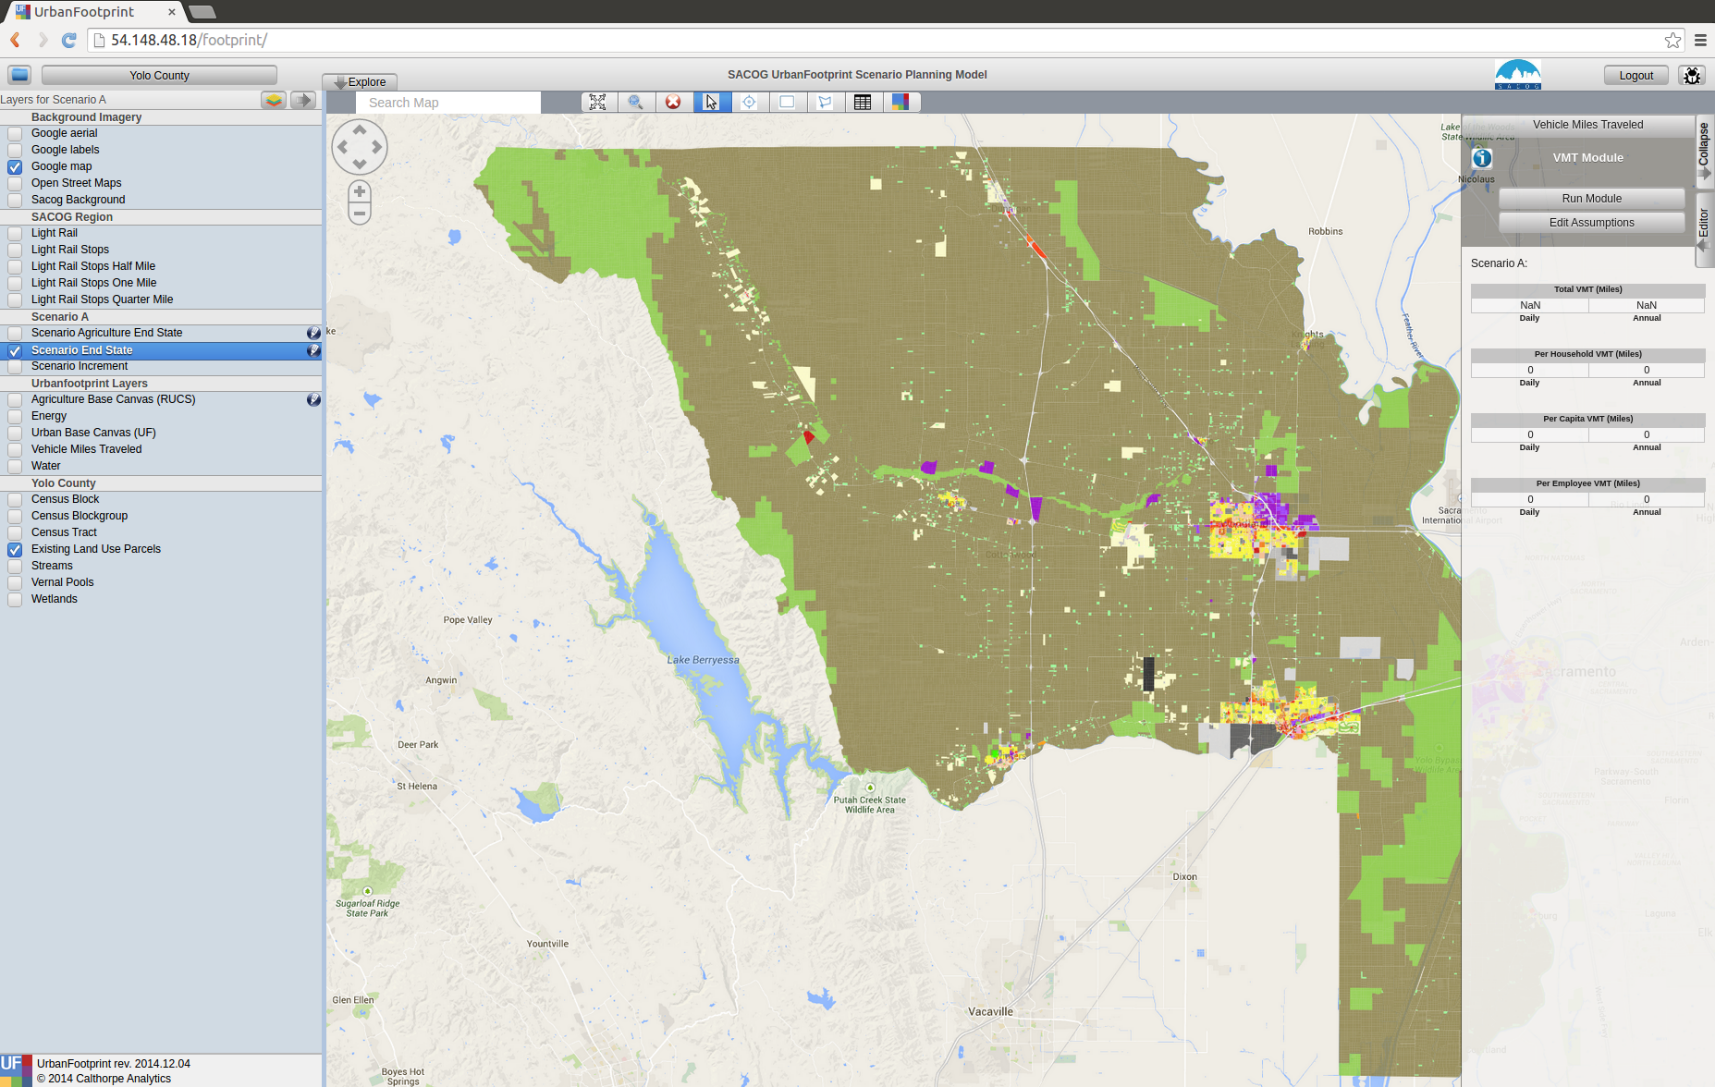 UrbanFootprint
54.148.48.18/footprint/
Yolo County
Explore
SACOG UrbanFootprint Scenario Planning Model
SACOG
Logout
Layers for Scenario A
Search Map
Background Imagery
Google aerial
Google labels
Google map
Open Street Maps
Sacog Background
SACOG Region
Light Rail
Light Rail Stops
Light Rail Stops Half Mile
Light Rail Stops One Mile
Light Rail Stops Quarter Mile
Scenario A
Scenario Agriculture End State
Scenario End State
Scenario Increment
Urbanfootprint Layers
Agriculture Base Canvas (RUCS)
Energy
Urban Base Canvas (UF)
Vehicle Miles Traveled
Water
Yolo County
Census Block
Census Blockgroup
Census Tract
Existing Land Use Parcels
Streams
Vernal Pools
Wetlands
UF
UrbanFootprint rev. 2014.12.04
© 2014 Calthorpe Analytics
Robbins
Feather River
Pope Valley
Lake Berryessa
Angwin
Deer Park
St Helena
Putah Creek State
Wildlife Area
Sugarloaf Ridge
State Park
Yountville
Dixon
Glen Ellen
Vacaville
Boyes Hot
Springs
Nicolaus
Sacramento
Vehicle Miles Traveled
VMT Module
Run Module
Edit Assumptions
Collapse
Editor
Scenario A:
Total VMT (Miles)
NaN NaN
Daily Annual
Per Household VMT (Miles)
0 0
Daily Annual
Per Capita VMT (Miles)
0 0
Daily Annual
Per Employee VMT (Miles)
0 0
Daily Annual